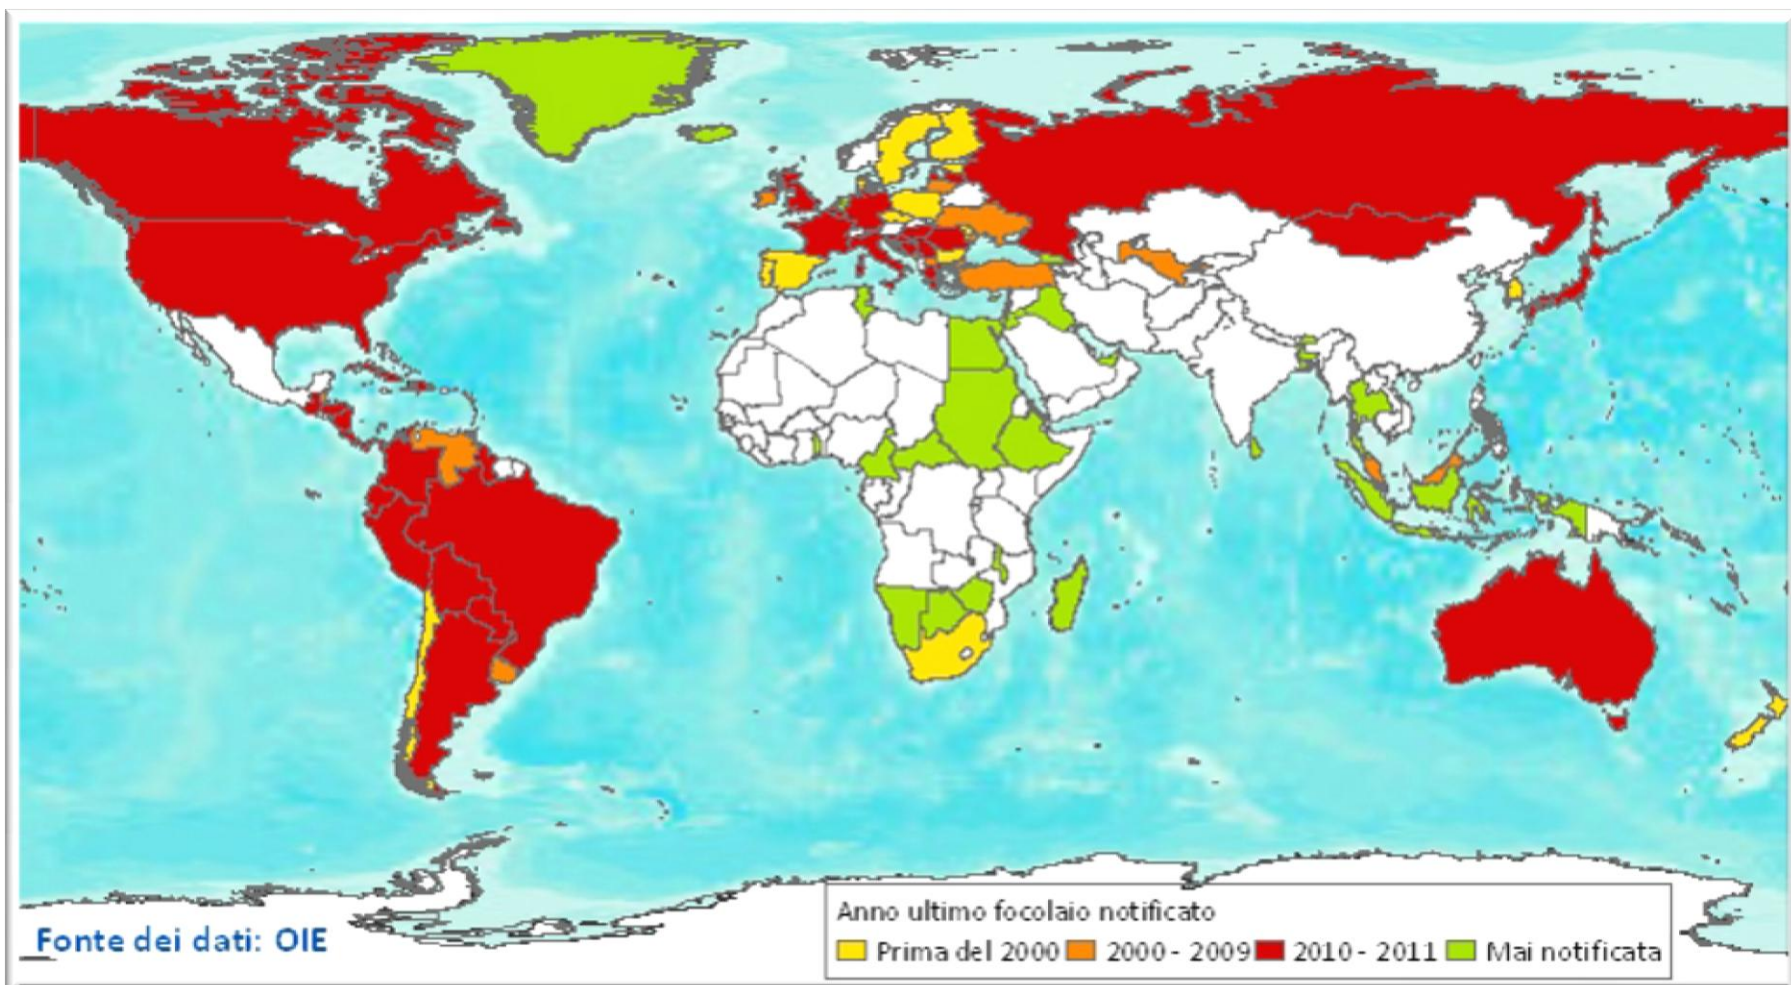 Anno ultimo focolaio notificato
Prima del 2000 2000 - 2009 2010 - 2011 Mai notificata
Fonte dei dati: OIE